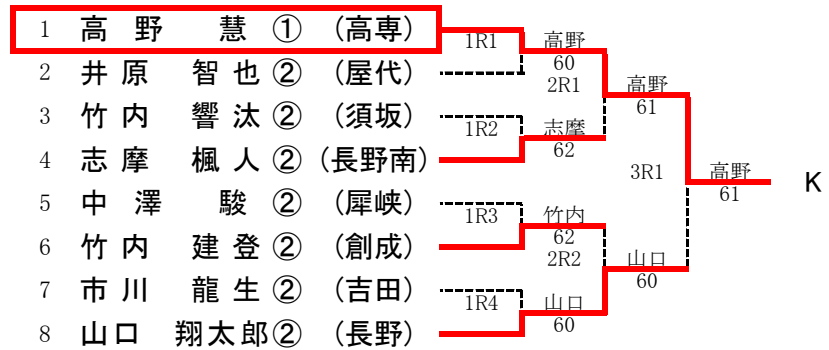 1 高野 慧 ① (高専)
1R1 高野
60
2 井原 智也 ② (屋代)
2R1 高野
61
3 竹内 響汰 ② (須坂)
1R2 志摩
62
4 志摩 楓人 ② (長野南)
3R1 高野
61
K
5 中澤 駿 ② (犀峡)
1R3 竹内
62
6 竹内 建登 ② (創成)
2R2 山口
60
7 市川 龍生 ② (吉田)
1R4 山口
60
8 山口 翔太郎 ② (長野)